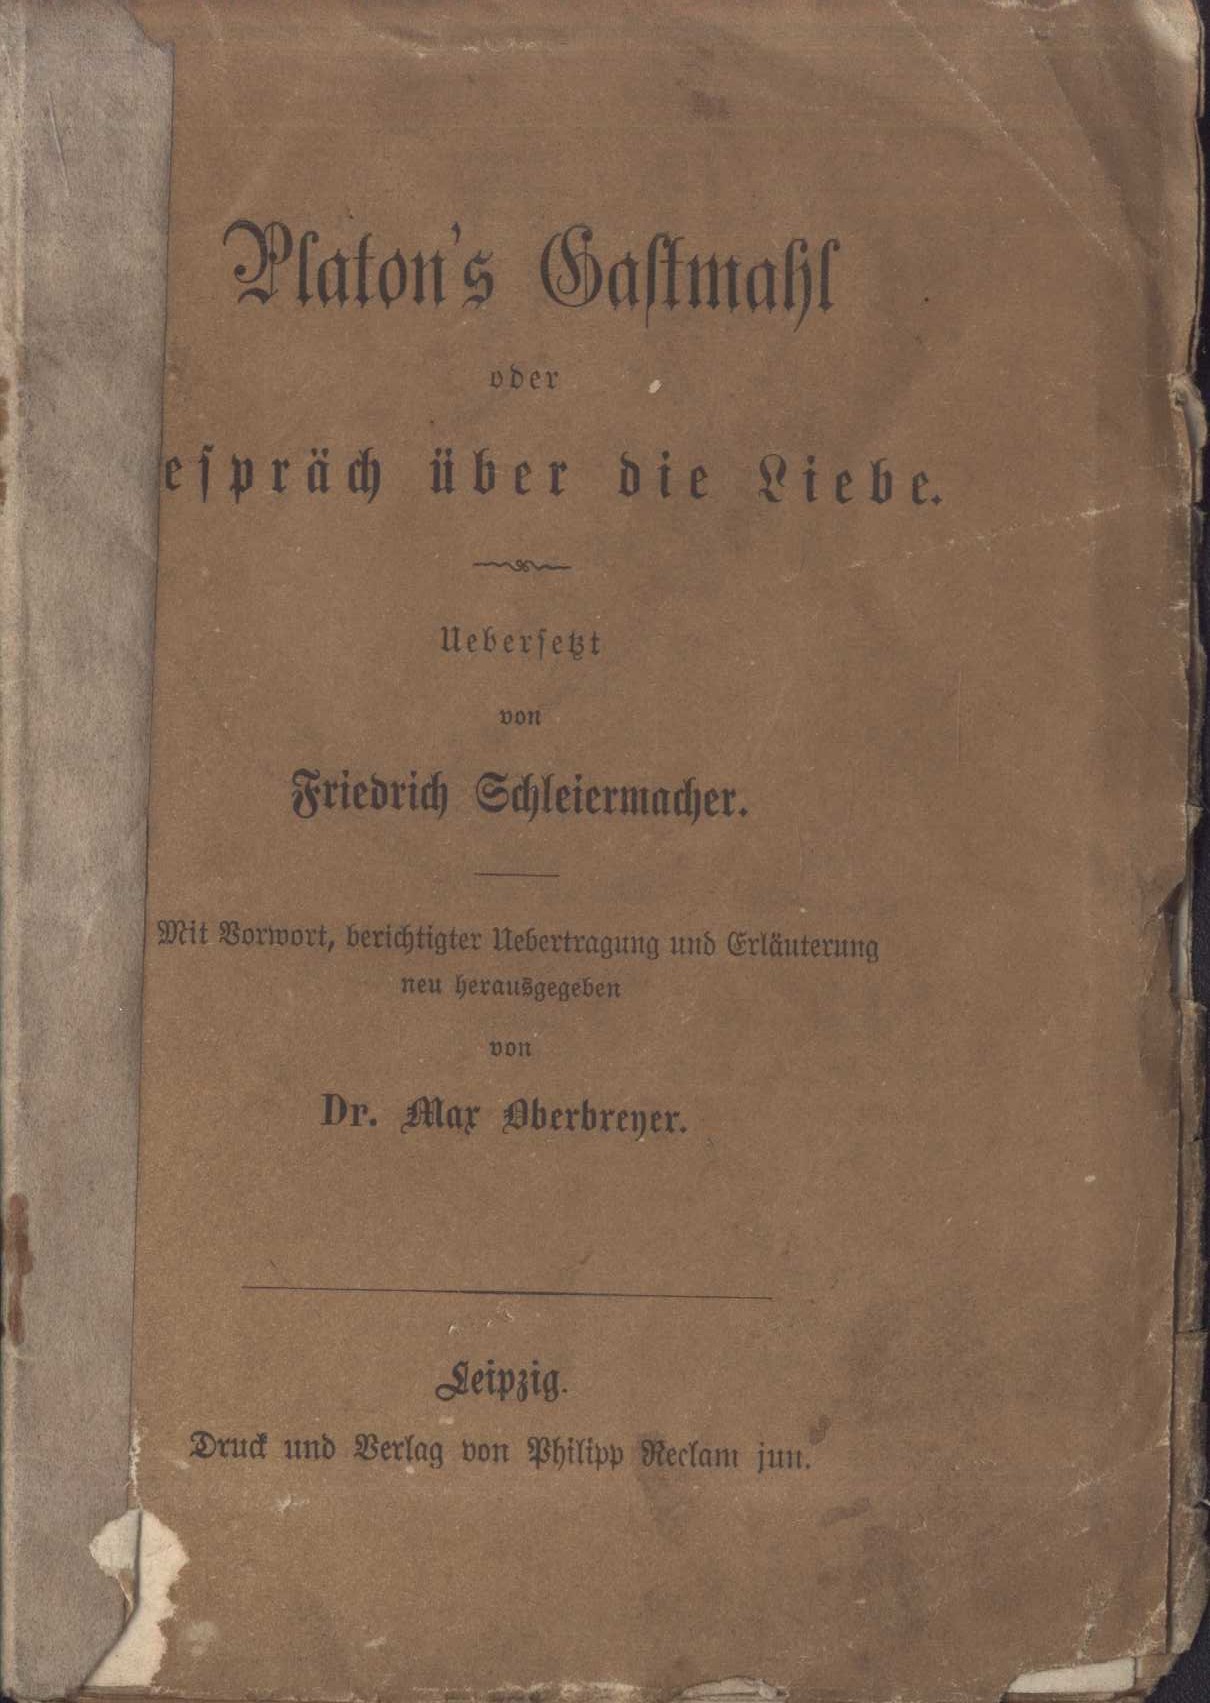 Platon's Gastmahl
oder
espräch über die Liebe.
Uebersetzt
von
Friedrich Schleiermacher.
Mit Vorwort, berichtigter Uebertragung und Erläuterung
neu herausgegeben
von
Dr. Max Oberbreyer.
Leipzig.
Druck und Verlag von Philipp Reclam jun.